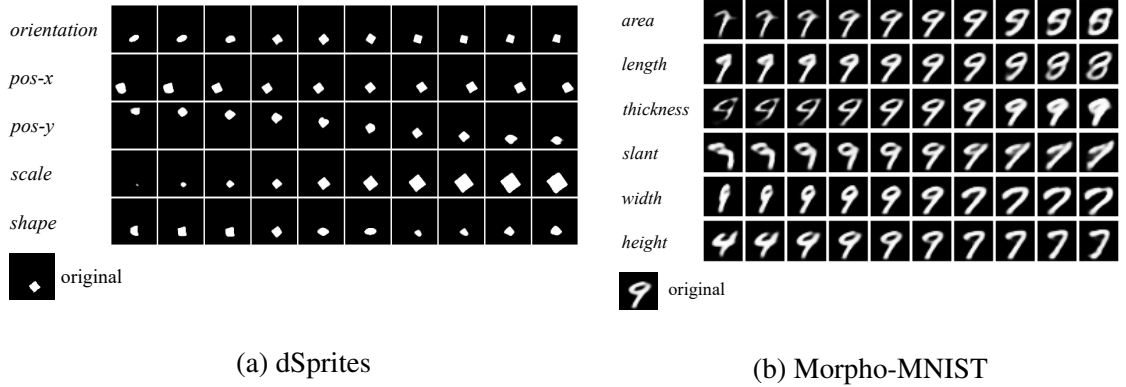 orientation
pos-x
pos-y
scale
shape
original
(a) dSprites
area
length
thickness
slant
width
height
original
(b) Morpho-MNIST